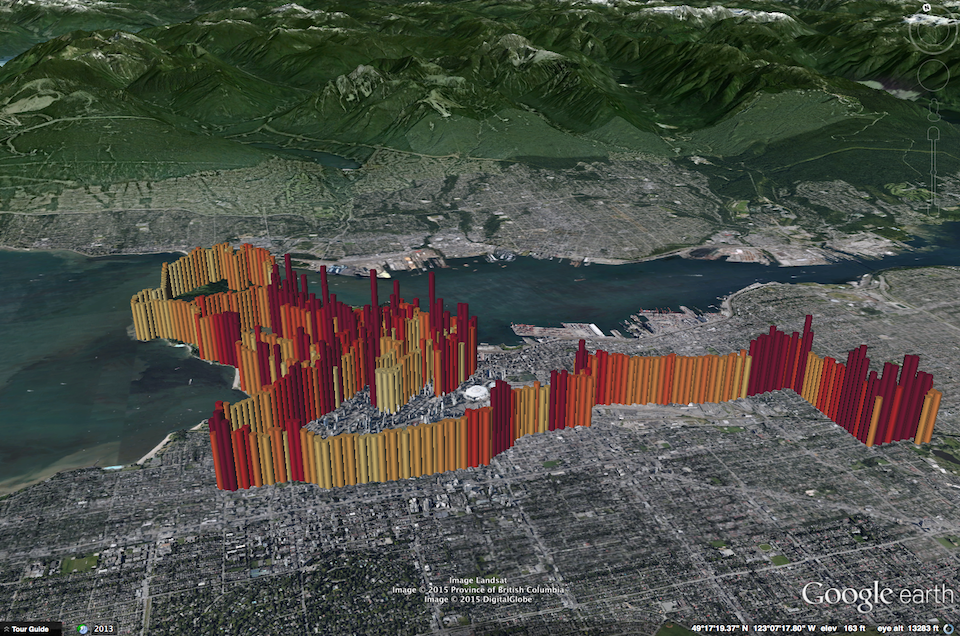 N
Image Landsat
Image © 2015 Province of British Columbia
Image © 2015 DigitalGlobe
Google earth
Tour Guide
2013
49°17'19.37" N 123°07'17.80" W elev 163 ft eye alt 13283 ft